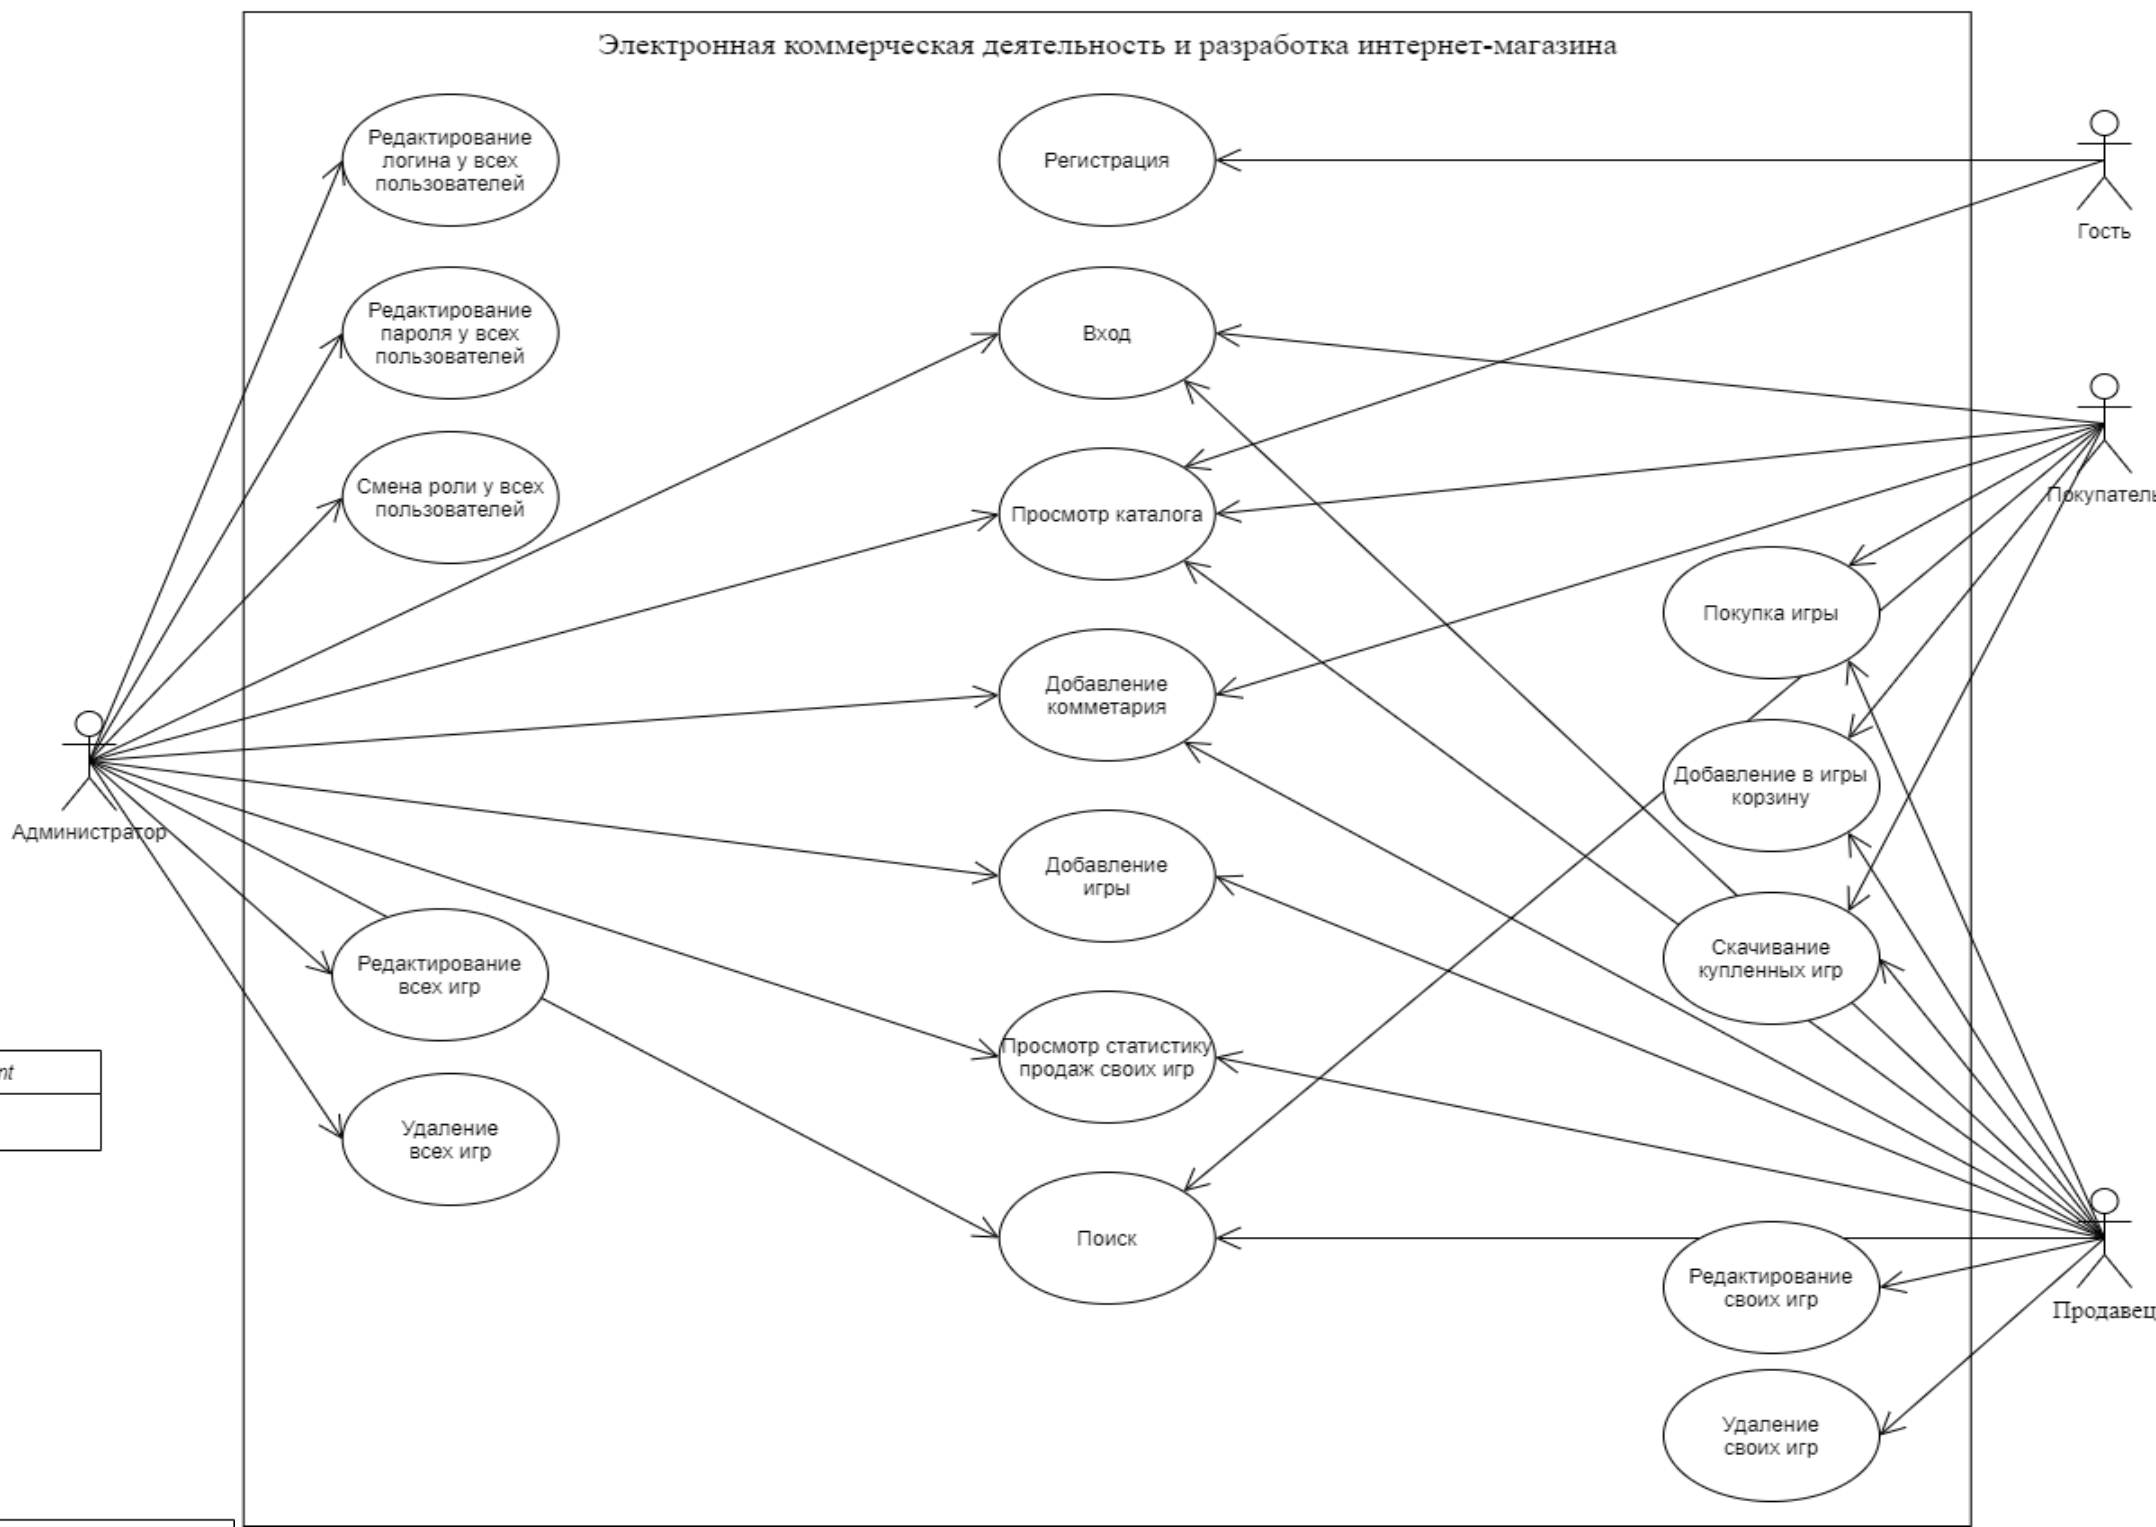 Электронная коммерческая деятельность и разработка интернет-магазина
Редактирование
логина у всех
пользователей
Регистрация
Гость
Редактирование
пароля у всех
пользователей
Вход
Смена роли у всех
пользователей
Просмотр каталога
Покупатель
Покупка игры
Добавление
комметария
Добавление в игры
корзину
Администратор
Добавление
игры
Редактирование
всех игр
Скачивание
купленных игр
Просмотр статистику
продаж своих игр
nt
Удаление
всех игр
Поиск
Редактирование
своих игр
Продавец
Удаление
своих игр